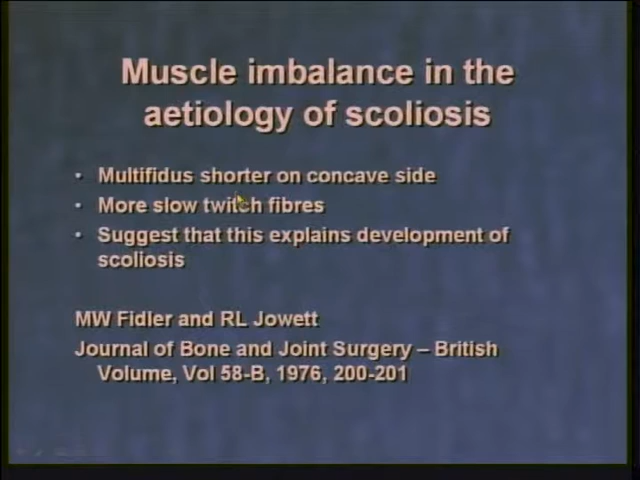 Muscle imbalance in the
aetiology of scoliosis
• Multifidus shorter on concave side
• More slow twitch fibres
• Suggest that this explains development of
scoliosis
MW Fidler and RL Jowett
Journal of Bone and Joint Surgery – British
Volume, Vol 58-B, 1976, 200-201